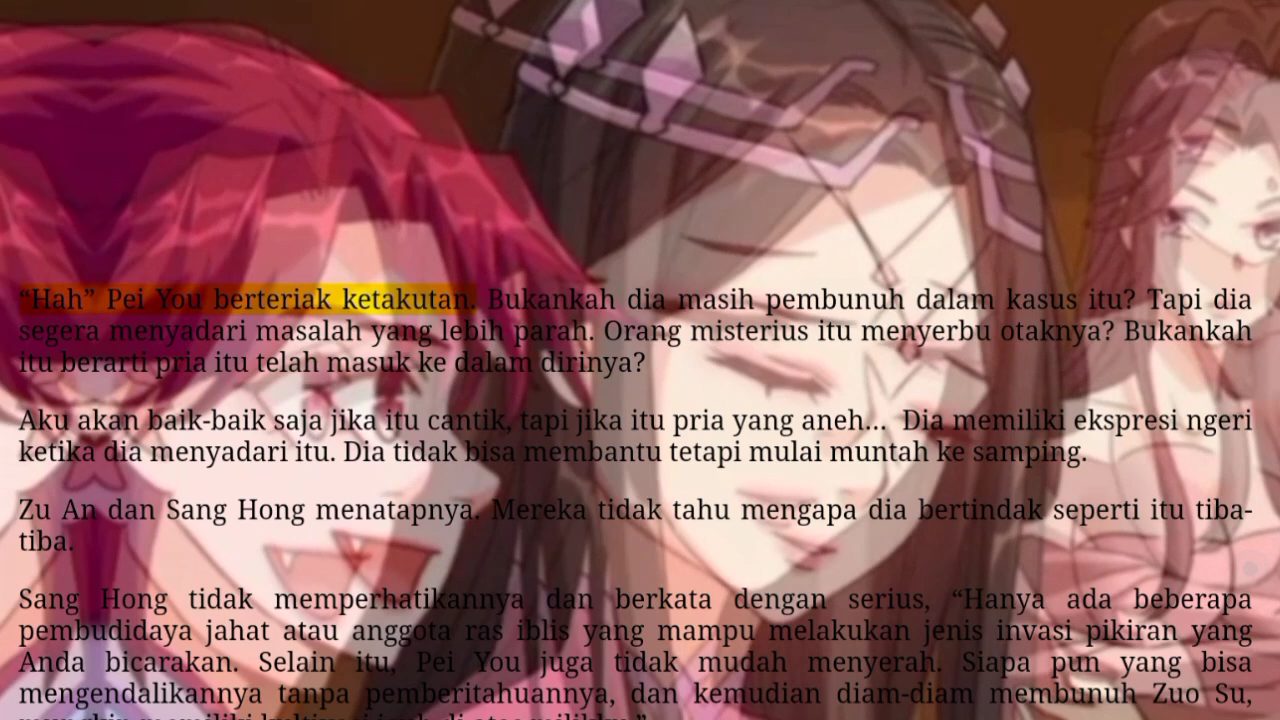 “Hah” Pei You berteriak ketakutan. Bukankah dia masih pembunuh dalam kasus itu? Tapi dia
segera menyadari masalah yang lebih parah. Orang misterius itu menyerbu otaknya? Bukankah
itu berarti pria itu telah masuk ke dalam dirinya?
Aku akan baik-baik saja jika itu cantik, tapi jika itu pria yang aneh... Dia memiliki ekspresi ngeri
ketika dia menyadari itu. Dia tidak bisa membantu tetapi mulai muntah ke samping.
Zu An dan Sang Hong menatapnya. Mereka tidak tahu mengapa dia bertindak seperti itu tiba-
tiba.
Sang Hong tidak memperhatikannya dan berkata dengan serius, “Hanya ada beberapa
pembudidaya jahat atau anggota ras iblis yang mampu melakukan jenis invasi pikiran yang
Anda bicarakan. Selain itu, Pei You juga tidak mudah menyerah. Siapa pun yang bisa
mengendalikannya tanpa pemberitahuannya, dan kemudian diam-diam membunuh Zuo Su,